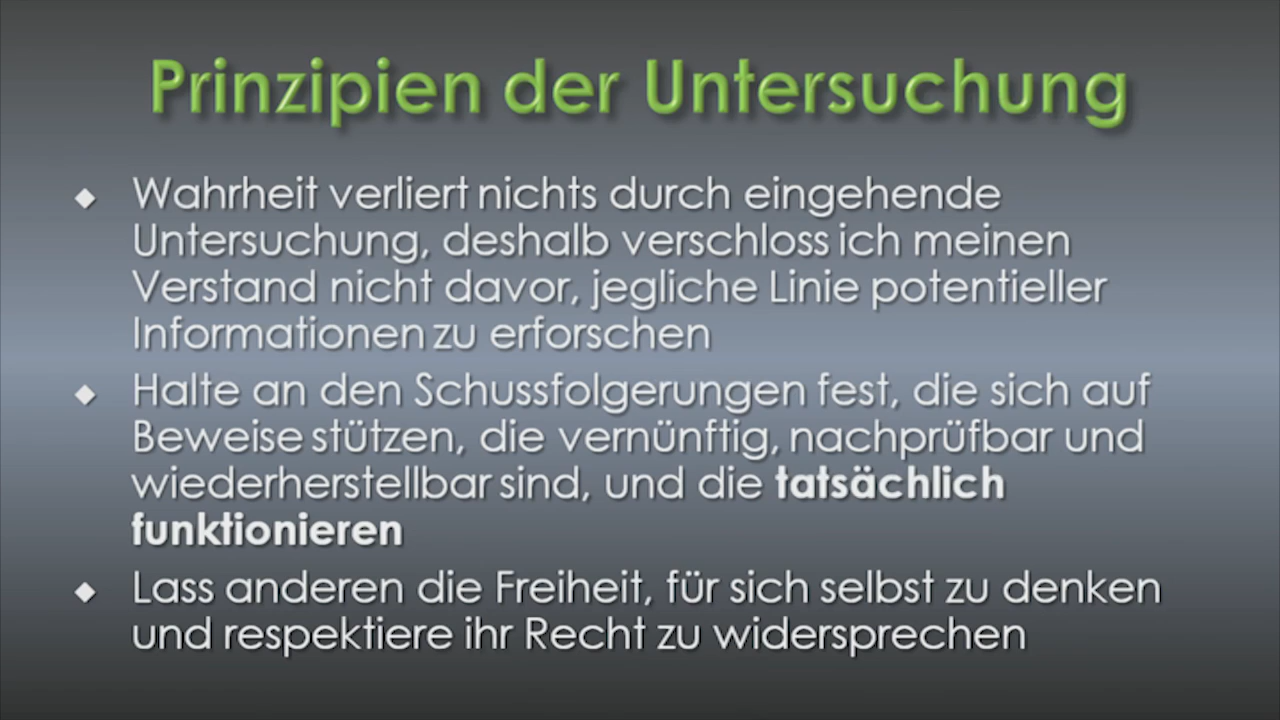 Prinzipien der Untersuchung
Wahrheit verliert nichts durch eingehende
Untersuchung, deshalb verschloss ich meinen
Verstand nicht davor, jegliche Linie potentieller
Informationen zu erforschen
Halte an den Schussfolgerungen fest, die sich auf
Beweise stützen, die vernünftig, nachprüfbar und
wiederherstellbar sind, und die tatsächlich
funktionieren
Lass anderen die Freiheit, für sich selbst zu denken
und respektiere ihr Recht zu widersprechen